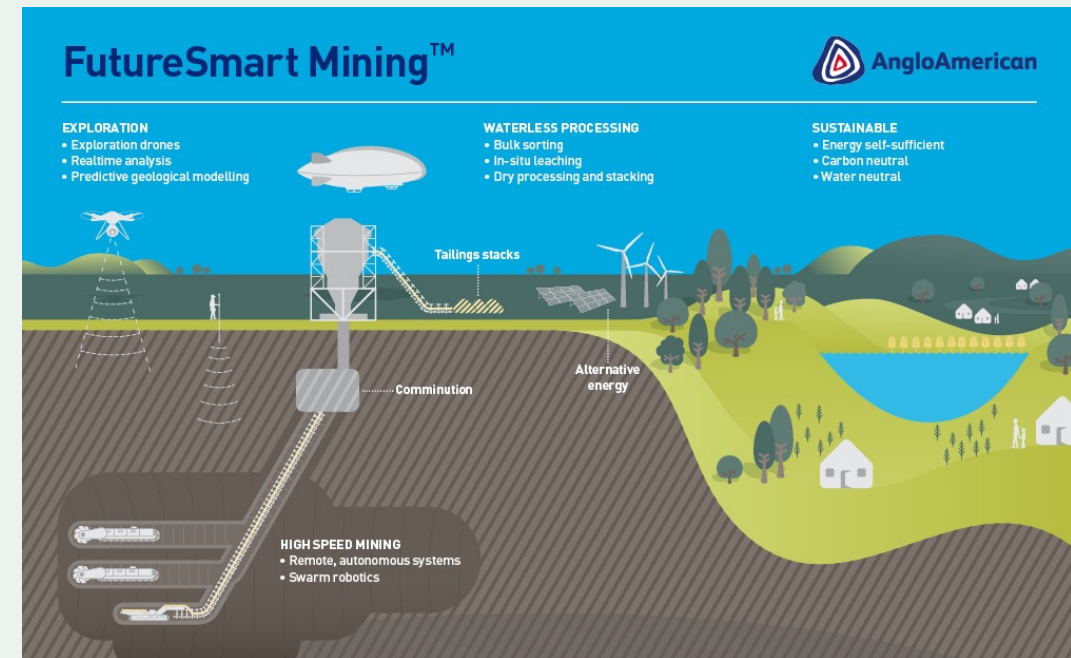 FutureSmart Mining™
AngloAmerican
EXPLORATION
• Exploration drones
• Realtime analysis
• Predictive geological modelling
WATERLESS PROCESSING
• Bulk sorting
• In-situ leaching
• Dry processing and stacking
SUSTAINABLE
• Energy self-sufficient
• Carbon neutral
• Water neutral
Tailings stacks
Alternative
energy
Comminution
HIGH SPEED MINING
• Remote, autonomous systems
• Swarm robotics